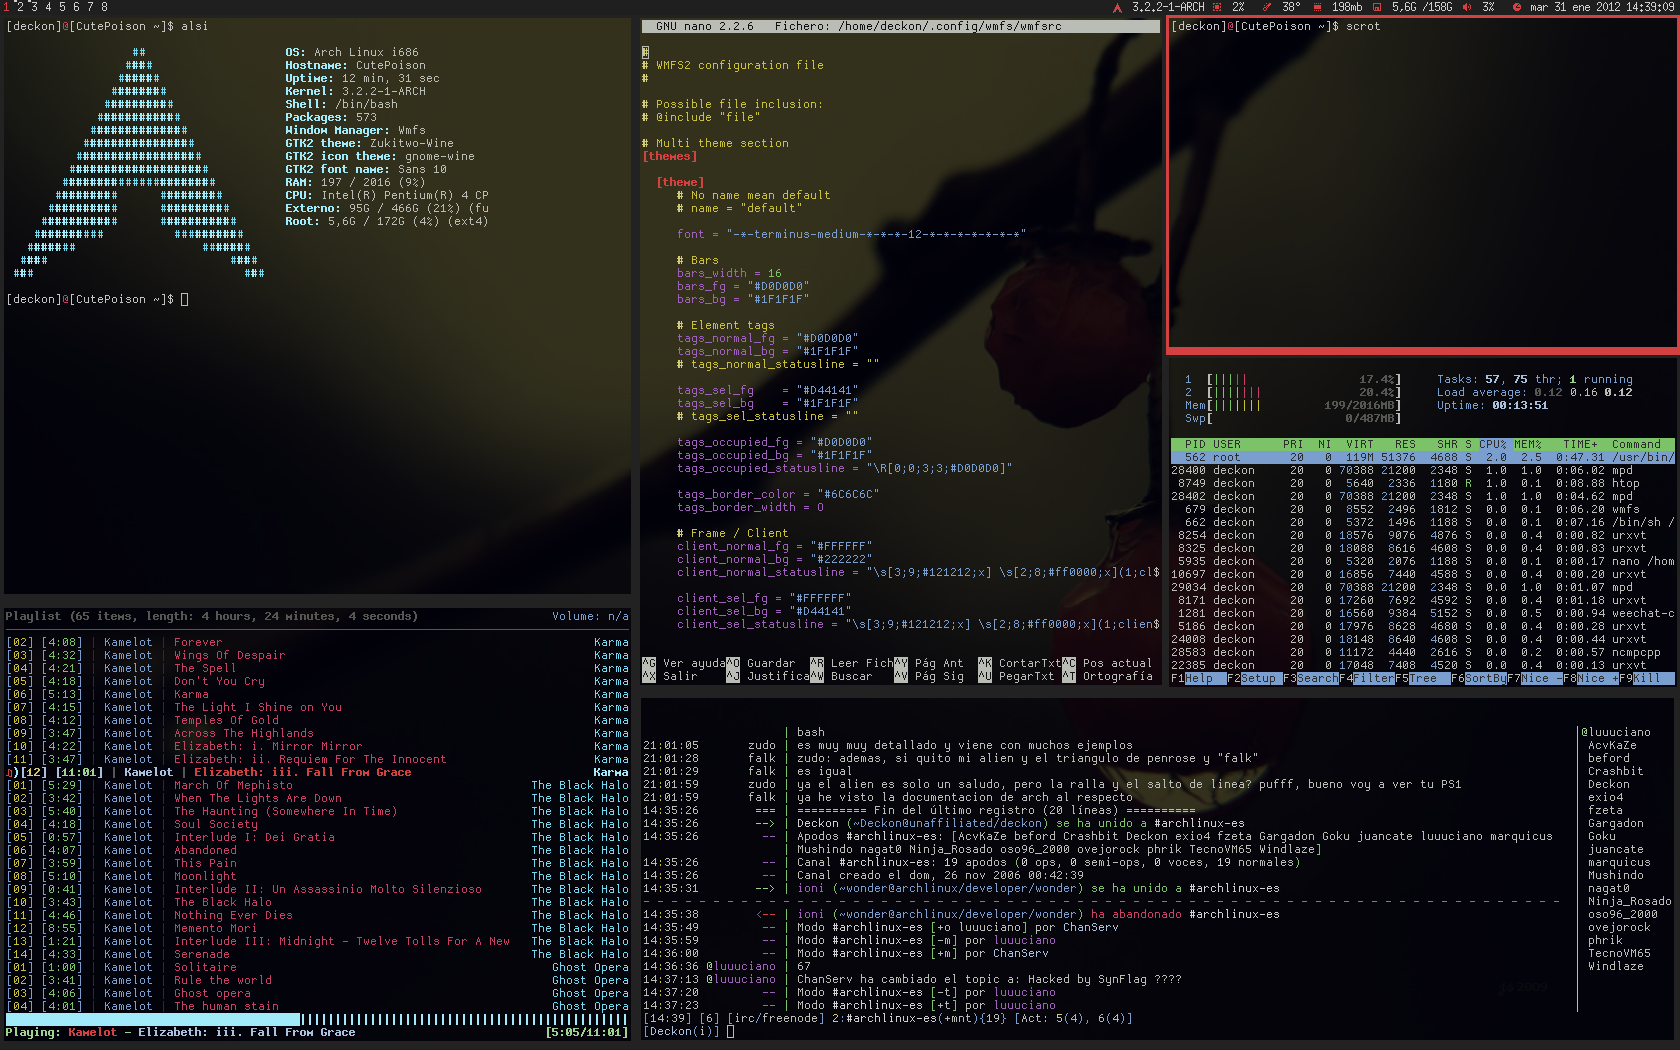 1 2 3 4 5 6 7 8
3.2.2-1-ARCH 2% 38° 198mb 5,6G /158G 3% mar 31 ene 2012 14:39:09
[deckon]@[CutePoison ~]$ alsi
OS: Arch Linux i686
Hostname: CutePoison
Uptime: 12 min, 31 sec
Kernel: 3.2.2-1-ARCH
Shell: /bin/bash
Packages: 573
Window Manager: Wmfs
GTK2 theme: Zukitwo-Wine
GTK2 icon theme: gnome-wine
GTK2 font name: Sans 10
RAM: 197 / 2016 (9%)
CPU: Intel(R) Pentium(R) 4 CP
Externo: 95G / 466G (21%) (fu
Root: 5,6G / 172G (4%) (ext4)
[deckon]@[CutePoison ~]$
GNU nano 2.2.6 Fichero: /home/deckon/.config/wmfs/wmfsrc
#
# WMFS2 configuration file
#
# Possible file inclusion:
# @include "file"
# Multi theme section
[themes]
[theme]
# No name mean default
# name = "default"
font = "-*-terminus-medium-*-*-*-12-*-*-*-*-*-*-*"
# Bars
bars_width = 16
bars_fg = "#D0D0D0"
bars_bg = "#1F1F1F"
# Element tags
tags_normal_fg = "#D0D0D0"
tags_normal_bg = "#1F1F1F"
# tags_normal_statusline = ""
tags_sel_fg = "#D44141"
tags_sel_bg = "#1F1F1F"
# tags_sel_statusline = ""
tags_occupied_fg = "#D0D0D0"
tags_occupied_bg = "#1F1F1F"
tags_occupied_statusline = "\R[0;0;3;3;#D0D0D0]"
tags_border_color = "#6C6C6C"
tags_border_width = 0
# Frame / Client
client_normal_fg = "#FFFFFF"
client_normal_bg = "#222222"
client_normal_statusline = "\s[3;9;#121212;x] \s[2;8;#ff0000;x](1;cl$
client_sel_fg = "#FFFFFF"
client_sel_bg = "#D44141"
client_sel_statusline = "\s[3;9;#121212;x] \s[2;8;#ff0000;x](1;clien$
^G Ver ayuda ^O Guardar ^R Leer Fich ^Y Pág Ant ^K CortarTxt ^C Pos actual
^X Salir ^J Justifica ^W Buscar ^V Pág Sig ^U PegarTxt ^T Ortografía
[deckon]@[CutePoison ~]$ scrot
1 [||||| 17.4%] Tasks: 57, 75 thr; 1 running
2 [||||||| 20.4%] Load average: 0.12 0.16 0.12
Mem[||||||| 199/2016MB] Uptime: 00:13:51
Swp[ 0/487MB]
PID USER PRI NI VIRT RES SHR S CPU% MEM% TIME+ Command
562 root 20 0 119M 51376 4688 S 2.0 2.5 0:47.31 /usr/bin/
28400 deckon 20 0 70388 21200 2348 S 1.0 1.0 0:06.02 mpd
8749 deckon 20 0 5640 2336 1180 R 1.0 0.1 0:08.88 htop
28402 deckon 20 0 70388 21200 2348 S 1.0 1.0 0:04.62 mpd
679 deckon 20 0 8552 2496 1812 S 0.0 0.1 0:06.20 wmfs
662 deckon 20 0 5372 1496 1188 S 0.0 0.1 0:07.16 /bin/sh /
8254 deckon 20 0 18576 9076 4876 S 0.0 0.4 0:00.82 urxvt
8325 deckon 20 0 18088 8616 4608 S 0.0 0.4 0:00.83 urxvt
5935 deckon 20 0 5320 2076 1188 S 0.0 0.1 0:00.17 nano /hom
10697 deckon 20 0 16856 7440 4588 S 0.0 0.4 0:00.20 urxvt
29034 deckon 20 0 70388 21200 2348 S 0.0 1.0 0:01.07 mpd
8171 deckon 20 0 17260 7692 4592 S 0.0 0.4 0:01.18 urxvt
1281 deckon 20 0 16560 9384 5152 S 0.0 0.5 0:00.94 weechat-c
5186 deckon 20 0 17976 8628 4680 S 0.0 0.4 0:00.28 urxvt
24008 deckon 20 0 18148 8640 4608 S 0.0 0.4 0:00.44 urxvt
28308 deckon 20 0 11172 4440 2616 S 0.0 0.2 0:00.57 ncmpcpp
22385 deckon 20 0 17048 7408 4520 S 0.0 0.4 0:00.13 urxvt
F1Help F2Setup F3SearchF4FilterF5Tree F6SortByF7Nice -F8Nice +F9Kill
Playlist (65 items, length: 4 hours, 24 minutes, 4 seconds) Volume: n/a
[02] [4:08] | Kamelot | Forever Karma
[03] [4:32] | Kamelot | Wings Of Despair Karma
[04] [4:21] | Kamelot | The Spell Karma
[05] [4:18] | Kamelot | Don't You Cry Karma
[06] [5:13] | Kamelot | Karma Karma
[07] [4:15] | Kamelot | The Light I Shine on You Karma
[08] [4:12] | Kamelot | Temples Of Gold Karma
[09] [3:47] | Kamelot | Across The Highlands Karma
[10] [4:22] | Kamelot | Elizabeth: i. Mirror Mirror Karma
[11] [3:47] | Kamelot | Elizabeth: ii. Requiem For The Innocent Karma
♫)[12] [11:01] | Kamelot | Elizabeth: iii. Fall From Grace Karma
[01] [5:29] | Kamelot | March Of Mephisto The Black Halo
[02] [3:42] | Kamelot | When The Lights Are Down The Black Halo
[03] [5:40] | Kamelot | The Haunting (Somewhere In Time) The Black Halo
[04] [4:18] | Kamelot | Soul Society The Black Halo
[05] [0:57] | Kamelot | Interlude I: Dei Gratia The Black Halo
[06] [4:07] | Kamelot | Abandoned The Black Halo
[07] [3:59] | Kamelot | This Pain The Black Halo
[08] [5:10] | Kamelot | Moonlight The Black Halo
[09] [0:41] | Kamelot | Interlude II: Un Assassinio Molto Silenzioso The Black Halo
[10] [3:43] | Kamelot | The Black Halo The Black Halo
[11] [4:46] | Kamelot | Nothing Ever Dies The Black Halo
[12] [8:55] | Kamelot | Memento Mori The Black Halo
[13] [1:21] | Kamelot | Interlude III: Midnight - Twelve Tolls For A New The Black Halo
[14] [4:33] | Kamelot | Serenade The Black Halo
[01] [1:00] | Kamelot | Solitaire Ghost Opera
[02] [3:41] | Kamelot | Rule the world Ghost Opera
[03] [4:06] | Kamelot | Ghost opera Ghost Opera
[04] [4:01] | Kamelot | The human stain Ghost Opera
Playing: Kamelot - Elizabeth: iii. Fall From Grace [5:05/11:01]
| bash
21:01:05 zudo | es muy muy detallado y viene con muchos ejemplos
21:01:28 falk | zudo: ademas, si quito mi alien y el triangulo de penrose y "falk"
21:01:29 falk | es igual
21:01:59 zudo | ya el alien es solo un saludo, pero la ralla y el salto de linea? pufff, bueno voy a ver tu PS1
21:01:59 falk | ya he visto la documentacion de arch al respecto
14:35:26 === | ========= Fin del último registro (20 líneas) ==========
14:35:26 --> | Deckon (~Deckon@unaffiliated/deckon) se ha unido a #archlinux-es
14:35:26 -- | Apodos #archlinux-es: [AcvKaZe beford Crashbit Deckon exio4 fzeta Gargadon Goku juancate luuuciano marquicus
| Mushindo nagat0 Ninja_Rosado oso96_2000 ovejorock phrik TecnoVM65 Windlaze]
14:35:26 -- | Canal #archlinux-es: 19 apodos (0 ops, 0 semi-ops, 0 voces, 19 normales)
14:35:26 -- | Canal creado el dom, 26 nov 2006 00:42:39
14:35:31 --> | ioni (~wonder@archlinux/developer/wonder) se ha unido a #archlinux-es
14:35:38 <-- | ioni (~wonder@archlinux/developer/wonder) ha abandonado #archlinux-es
14:35:49 -- | Modo #archlinux-es [+o luuuciano] por ChanServ
14:35:59 -- | Modo #archlinux-es [-m] por luuuciano
14:36:00 -- | Modo #archlinux-es [+m] por ChanServ
14:36:36 @luuuciano | 67
14:37:13 @luuuciano | ChanServ ha cambiado el topic a: Hacked by SynFlag ????
14:37:20 -- | Modo #archlinux-es [-t] por luuuciano
14:37:23 -- | Modo #archlinux-es [+t] por luuuciano
[14:39] [6] [irc/freenode] 2:#archlinux-es(+mnt){19} [Act: 5(4), 6(4)]
[Deckon(i)]
@luuuciano
AcvKaZe
beford
Crashbit
Deckon
exio4
fzeta
Gargadon
Goku
juancate
marquicus
Mushindo
nagat0
Ninja_Rosado
oso96_2000
ovejorock
phrik
TecnoVM65
Windlaze